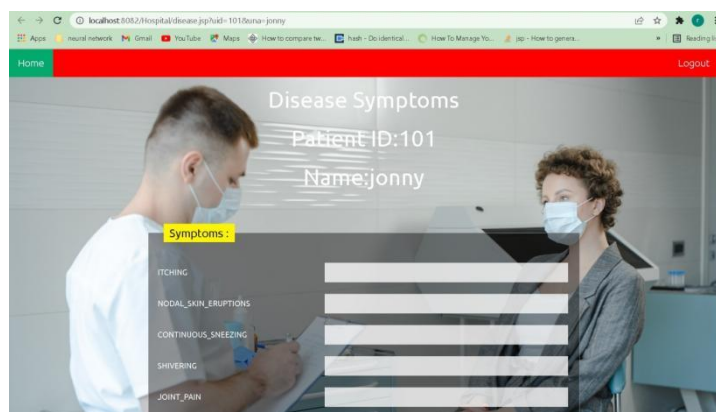 localhost:8082/Hospital/disease.jsp?uid=101&una=jonny
Apps neural network Gmail YouTube Maps How to compare tw... hash - Do identical... How To Manage Yo... jsp - How to genera... » Reading li
Home Logout
Disease Symptoms
Patient ID:101
Name:jonny
Symptoms :
ITCHING
NODAL_SKIN_ERUPTIONS
CONTINUOUS_SNEEZING
SHIVERING
JOINT_PAIN